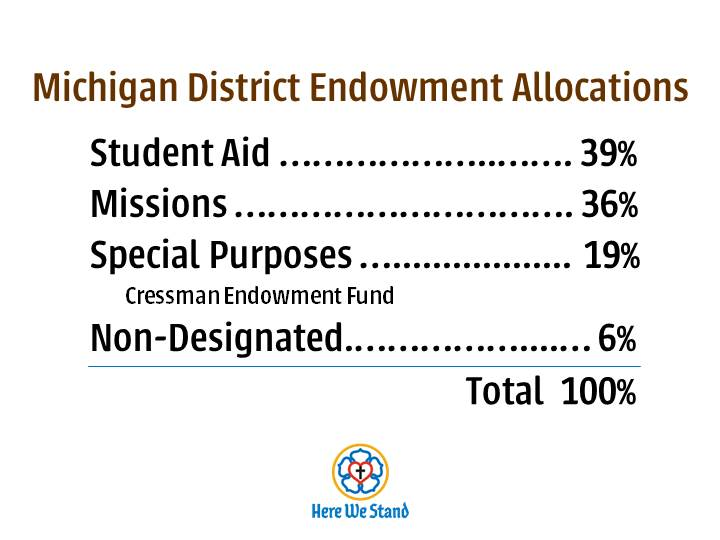 Michigan District Endowment Allocations
Student Aid ………………..……. 39%
Missions …………………………. 36%
Special Purposes …................... 19%
Cressman Endowment Fund
Non-Designated.……………..….… 6%
Total 100%
Here We Stand